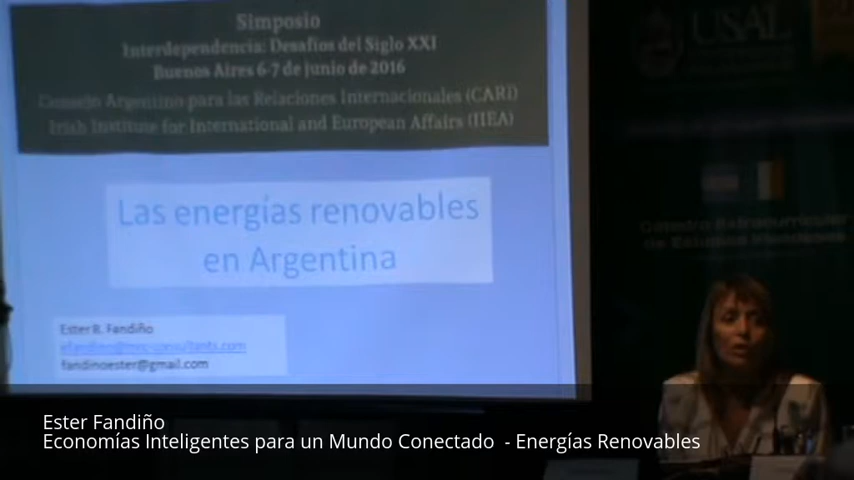 Simposio
Interdependencia: Desafíos del Siglo XXI
Buenos Aires 6-7 de junio de 2016
Consejo Argentino para las Relaciones Internacionales (CARI)
Irish Institute for International and European Affairs (IIEA)
USAL
Las energías renovables
en Argentina
Ester B. Fandiño
fandinoester@gmail.com
Ester Fandiño
Economías Inteligentes para un Mundo Conectado - Energías Renovables